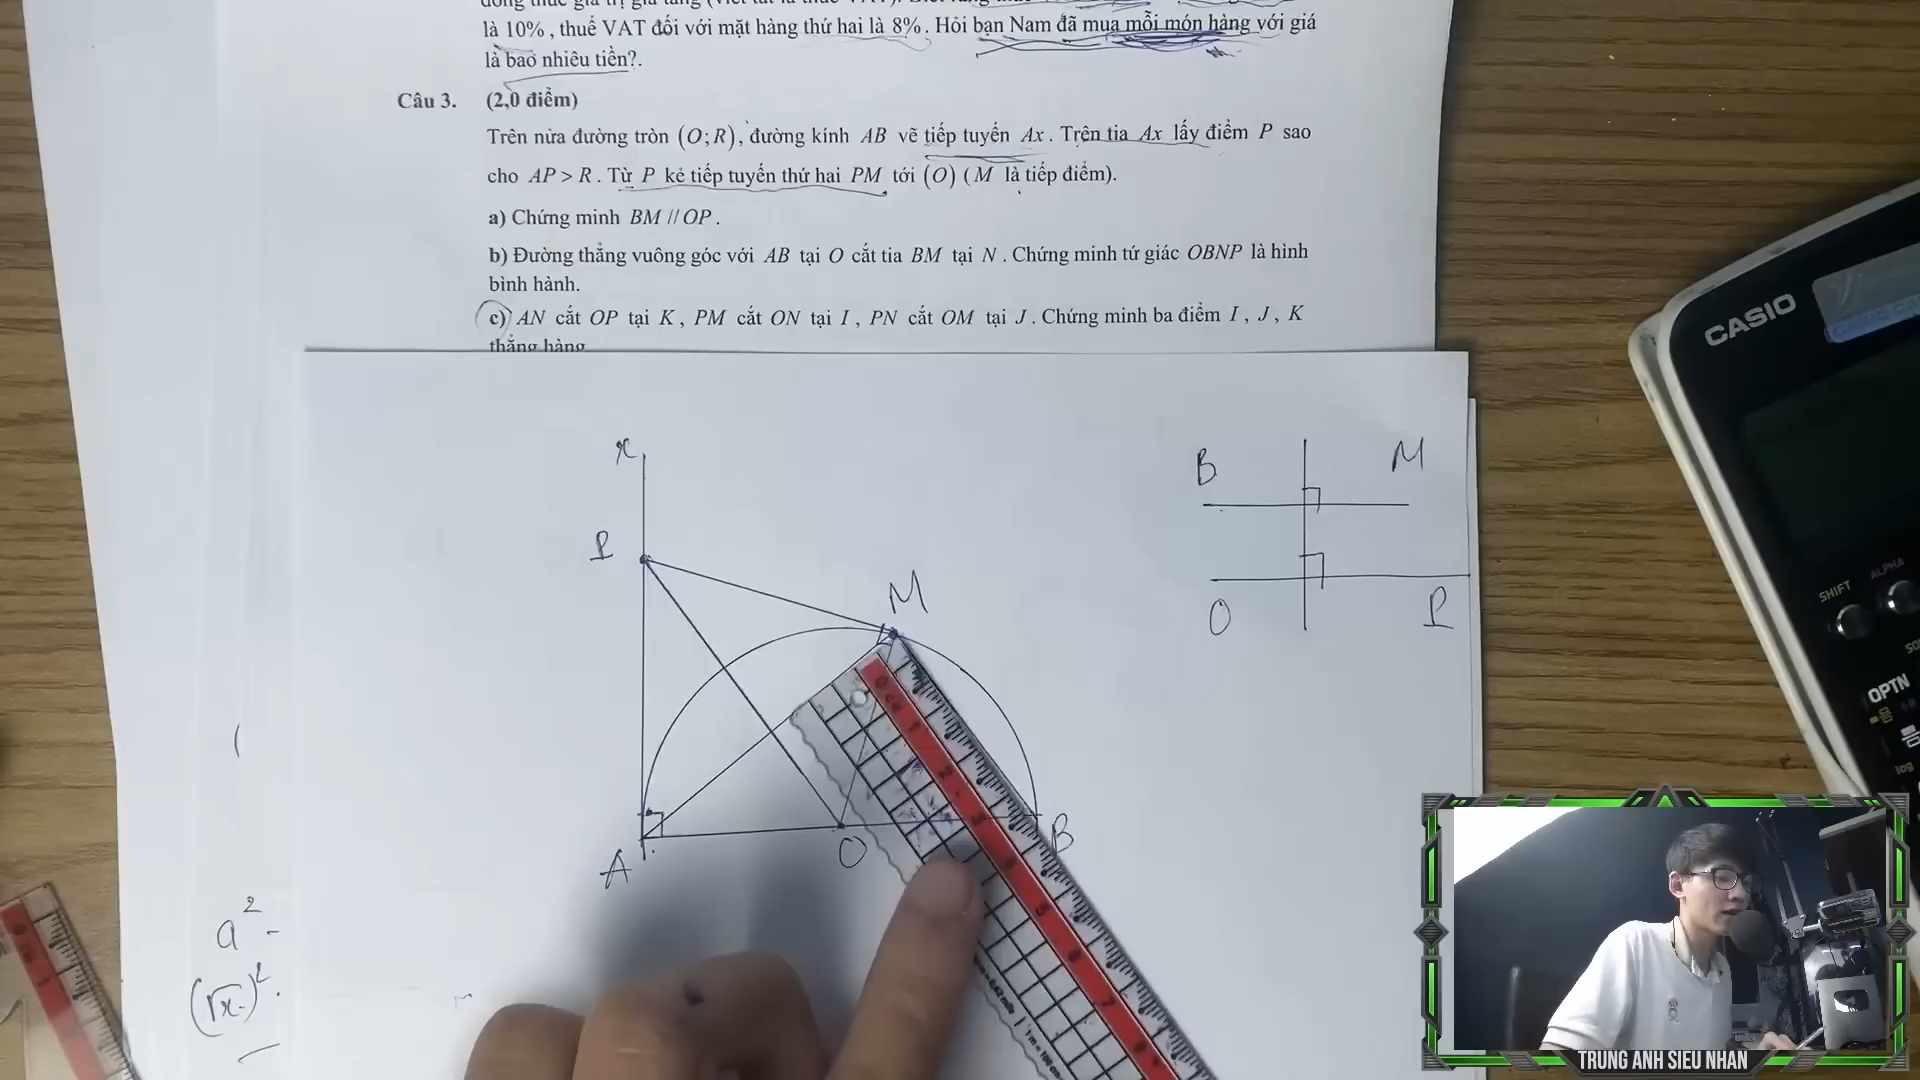 là 10%, thuế VAT đối với mặt hàng thứ hai là 8%. Hỏi bạn Nam đã mua mỗi món hàng với giá
là bao nhiêu tiền?.
Câu 3. (2,0 điểm)
Trên nửa đường tròn (O;R), đường kính AB vẽ tiếp tuyến Ax. Trên tia Ax lấy điểm P sao
cho AP > R. Từ P kẻ tiếp tuyến thứ hai PM tới (O) (M là tiếp điểm).
a) Chứng minh BM // OP.
b) Đường thẳng vuông góc với AB tại O cắt tia BM tại N. Chứng minh tứ giác OBNP là hình
bình hành.
c) AN cắt OP tại K, PM cắt ON tại I, PN cắt OM tại J. Chứng minh ba điểm I, J, K
thẳng hàng
x
P
M
A
O
B
B
M
O
P
a² -
(√x)²
CASIO
SHIFT
ALPHA
OPTN
log
TRUNG ANH SIEU NHAN